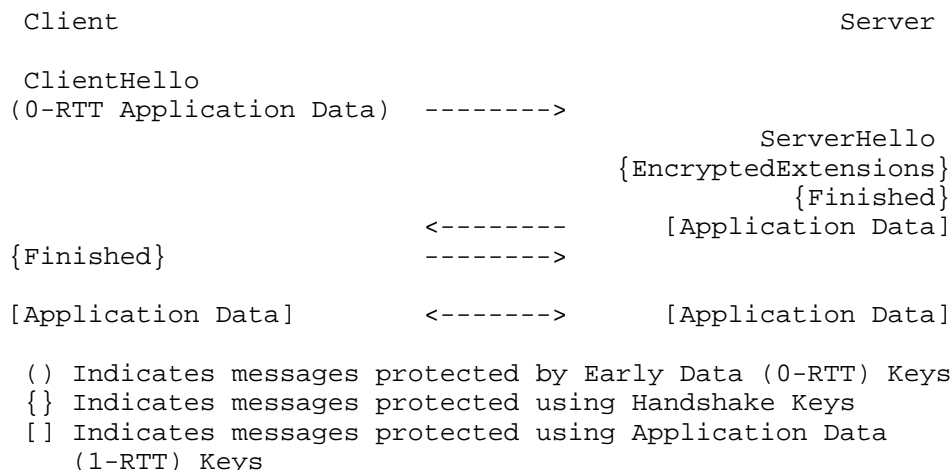 Client                                             Server

 ClientHello
(0-RTT Application Data)  -------->
                                              ServerHello
                                     {EncryptedExtensions}
                                                {Finished}
                          <--------      [Application Data]
{Finished}                -------->

[Application Data]        <------->      [Application Data]

 () Indicates messages protected by Early Data (0-RTT) Keys
 {} Indicates messages protected using Handshake Keys
 [] Indicates messages protected using Application Data
    (1-RTT) Keys